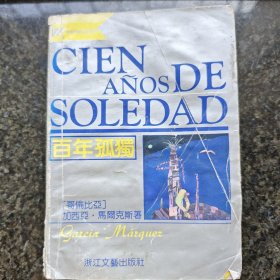 CIEN
AÑOS DE
SOLEDAD
百年孤獨
[哥倫比亞]
加西亞·馬爾克斯著
García Márquez
浙江文藝出版社